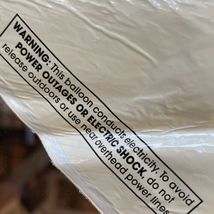 WARNING: This balloon conducts electricity. To avoid
POWER OUTAGES OR ELECTRIC SHOCK, do not
release outdoors or use near overhead power lines.